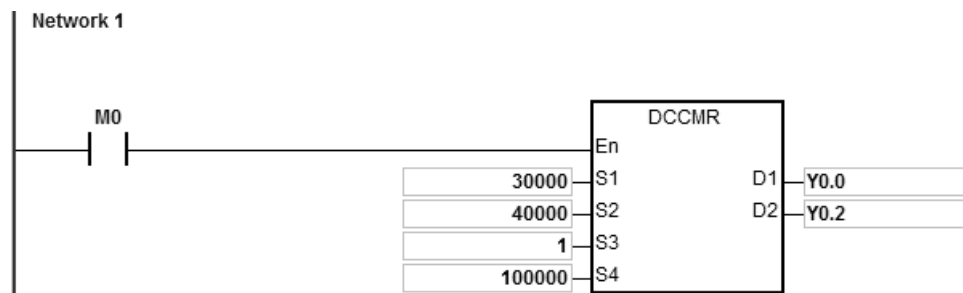 Network 1
M0
DCCMR
En
30000 S1 D1 Y0.0
40000 S2 D2 Y0.2
1 S3
100000 S4